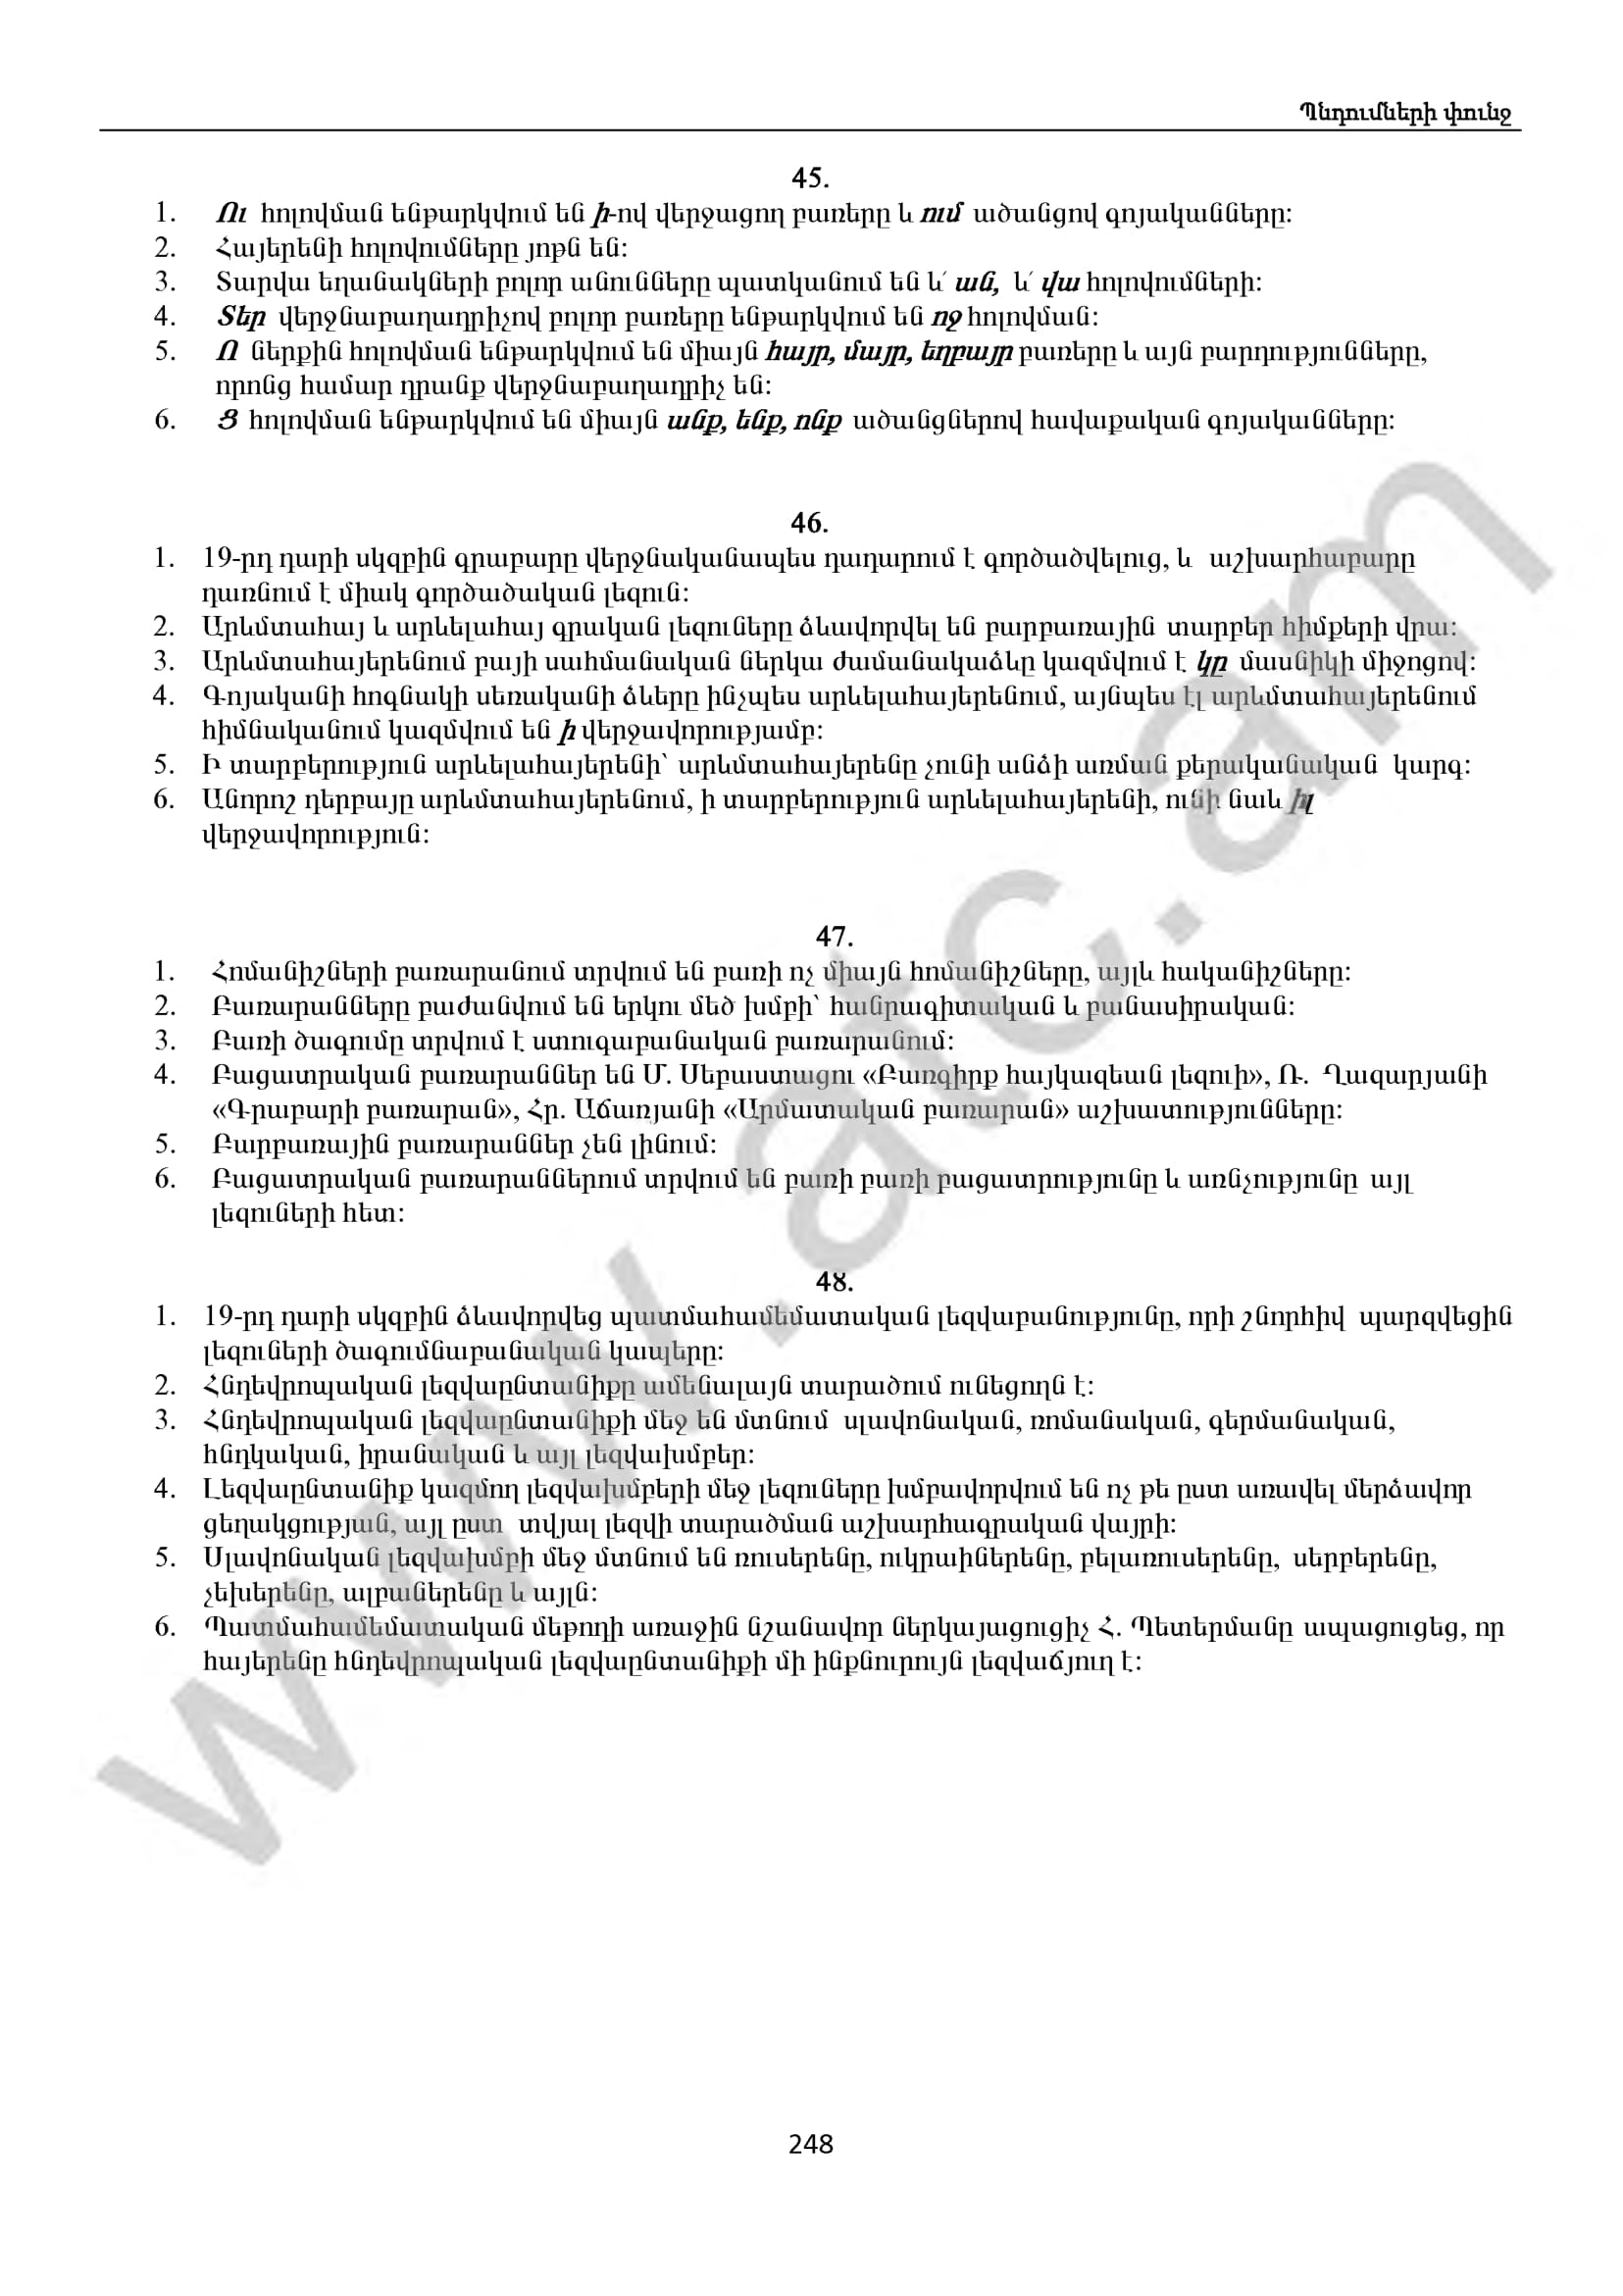 Պնդումների փունջ
45.
1. Ու հոլովման ենթարկվում են ի-ով վերջացող բառերը և ում ածանցով գոյականները:
2. Հայերենի հոլովումները յոթն են:
3. Տարվա եղանակների բոլոր անունները պատկանում են և՛ ան, և՛ վա հոլովումների:
4. Տեր վերջնաբաղադրիչով բոլոր բառերը ենթարկվում են ոջ հոլովման:
5. Ո ներքին հոլովման ենթարկվում են միայն հայր, մայր, եղբայր բառերը և այն բարդությունները,
որոնց համար դրանք վերջնաբաղադրիչ են:
6. Ց հոլովման ենթարկվում են միայն անք, ենք, ոնք ածանցներով հավաքական գոյականները:
46.
1. 19-րդ դարի սկզբին գրաբարը վերջնականապես դադարում է գործածվելուց, և աշխարհաբարը
դառնում է միակ գործածական լեզուն:
2. Արևմտահայ և արևելահայ գրական լեզուները ձևավորվել են բարբառային տարբեր հիմքերի վրա:
3. Արևմտահայերենում բայի սահմանական ներկա ժամանակաձևը կազմվում է կը մասնիկի միջոցով:
4. Գոյականի հոգնակի սեռականի ձևերը ինչպես արևելահայերենում, այնպես էլ արևմտահայերենում
հիմնականում կազմվում են ի վերջավորությամբ:
5. Ի տարբերություն արևելահայերենի՝ արևմտահայերենը չունի անձի առման քերականական կարգ:
6. Անորոշ դերբայը արևմտահայերենում, ի տարբերություն արևելահայերենի, ունի նաև իլ
վերջավորություն:
47.
1. Հոմանիշների բառարանում տրվում են բառի ոչ միայն հոմանիշները, այլև հականիշները:
2. Բառարանները բաժանվում են երկու մեծ խմբի՝ հանրագիտական և բանասիրական:
3. Բառի ծագումը տրվում է ստուգաբանական բառարանում:
4. Բացատրական բառարաններ են Մ. Սեբաստացու «Բառգիրք հայկազեան լեզուի», Ռ. Ղազարյանի
«Գրաբարի բառարան», Հր. Աճառյանի «Արմատական բառարան» աշխատությունները:
5. Բարբառային բառարաններ չեն լինում:
6. Բացատրական բառարաններում տրվում են բառի բառի բացատրությունը և առնչությունը այլ
լեզուների հետ:
48.
1. 19-րդ դարի սկզբին ձևավորվեց պատմահամեմատական լեզվաբանությունը, որի շնորհիվ պարզվեցին
լեզուների ծագումնաբանական կապերը:
2. Հնդեվրոպական լեզվաընտանիքը ամենալայն տարածում ունեցողն է:
3. Հնդեվրոպական լեզվաընտանիքի մեջ են մտնում սլավոնական, ռոմանական, գերմանական,
հնդկական, իրանական և այլ լեզվախմբեր:
4. Լեզվաընտանիք կազմող լեզվախմբերի մեջ լեզուները խմբավորվում են ոչ թե ըստ առավել մերձավոր
ցեղակցության, այլ ըստ տվյալ լեզվի տարածման աշխարհագրական վայրի:
5. Սլավոնական լեզվախմբի մեջ մտնում են ռուսերենը, ուկրաիներենը, բելառուսերենը, սերբերենը,
չեխերենը, ալբաներենը և այլն:
6. Պատմահամեմատական մեթոդի առաջին նշանավոր ներկայացուցիչ Հ. Պետերմանը ապացուցեց, որ
հայերենը հնդեվրոպական լեզվաընտանիքի մի ինքնուրույն լեզվաճյուղ է:
www.atc.am
248